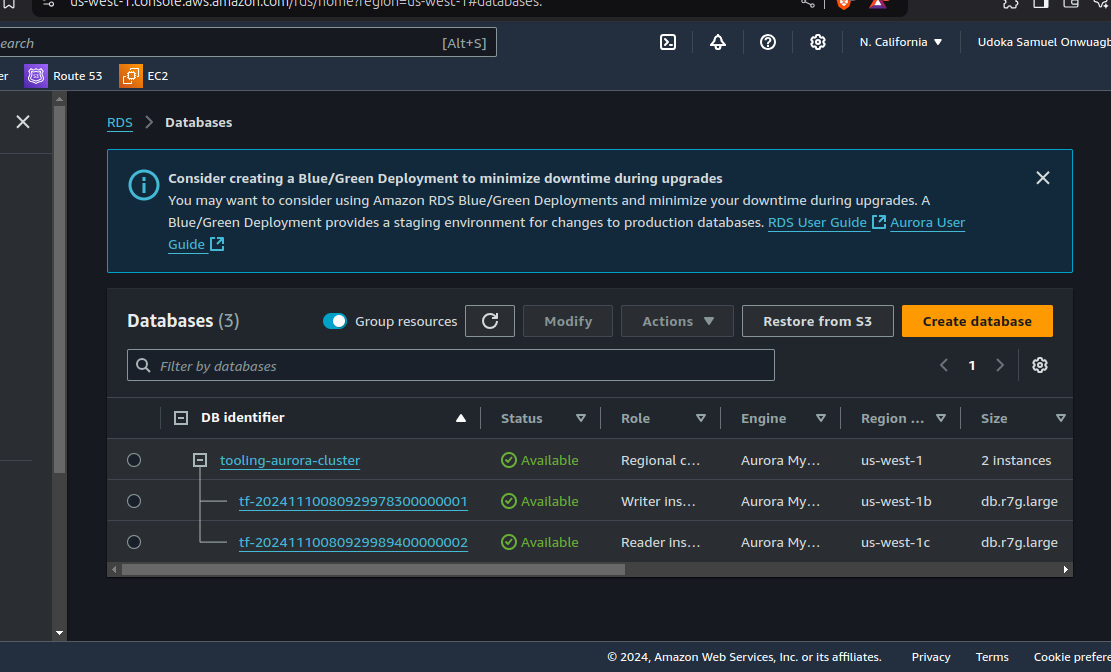 us-west-1.console.aws.amazon.com/rds/home?region=us-west-1#databases:
earch [Alt+S]
N. California ▼ Udoka Samuel Onwuagb
er Route 53 EC2
RDS > Databases
Consider creating a Blue/Green Deployment to minimize downtime during upgrades
You may want to consider using Amazon RDS Blue/Green Deployments and minimize your downtime during upgrades. A
Blue/Green Deployment provides a staging environment for changes to production databases. RDS User Guide Aurora User
Guide
Databases (3) Group resources Modify Actions ▼ Restore from S3 Create database
Filter by databases < 1 >
DB identifier Status Role Engine Region ... Size
tooling-aurora-cluster Available Regional c... Aurora My... us-west-1 2 instances
tf-20241110080929978300000001 Available Writer ins... Aurora My... us-west-1b db.r7g.large
tf-20241110080929989400000002 Available Reader ins... Aurora My... us-west-1c db.r7g.large
© 2024, Amazon Web Services, Inc. or its affiliates. Privacy Terms Cookie prefere